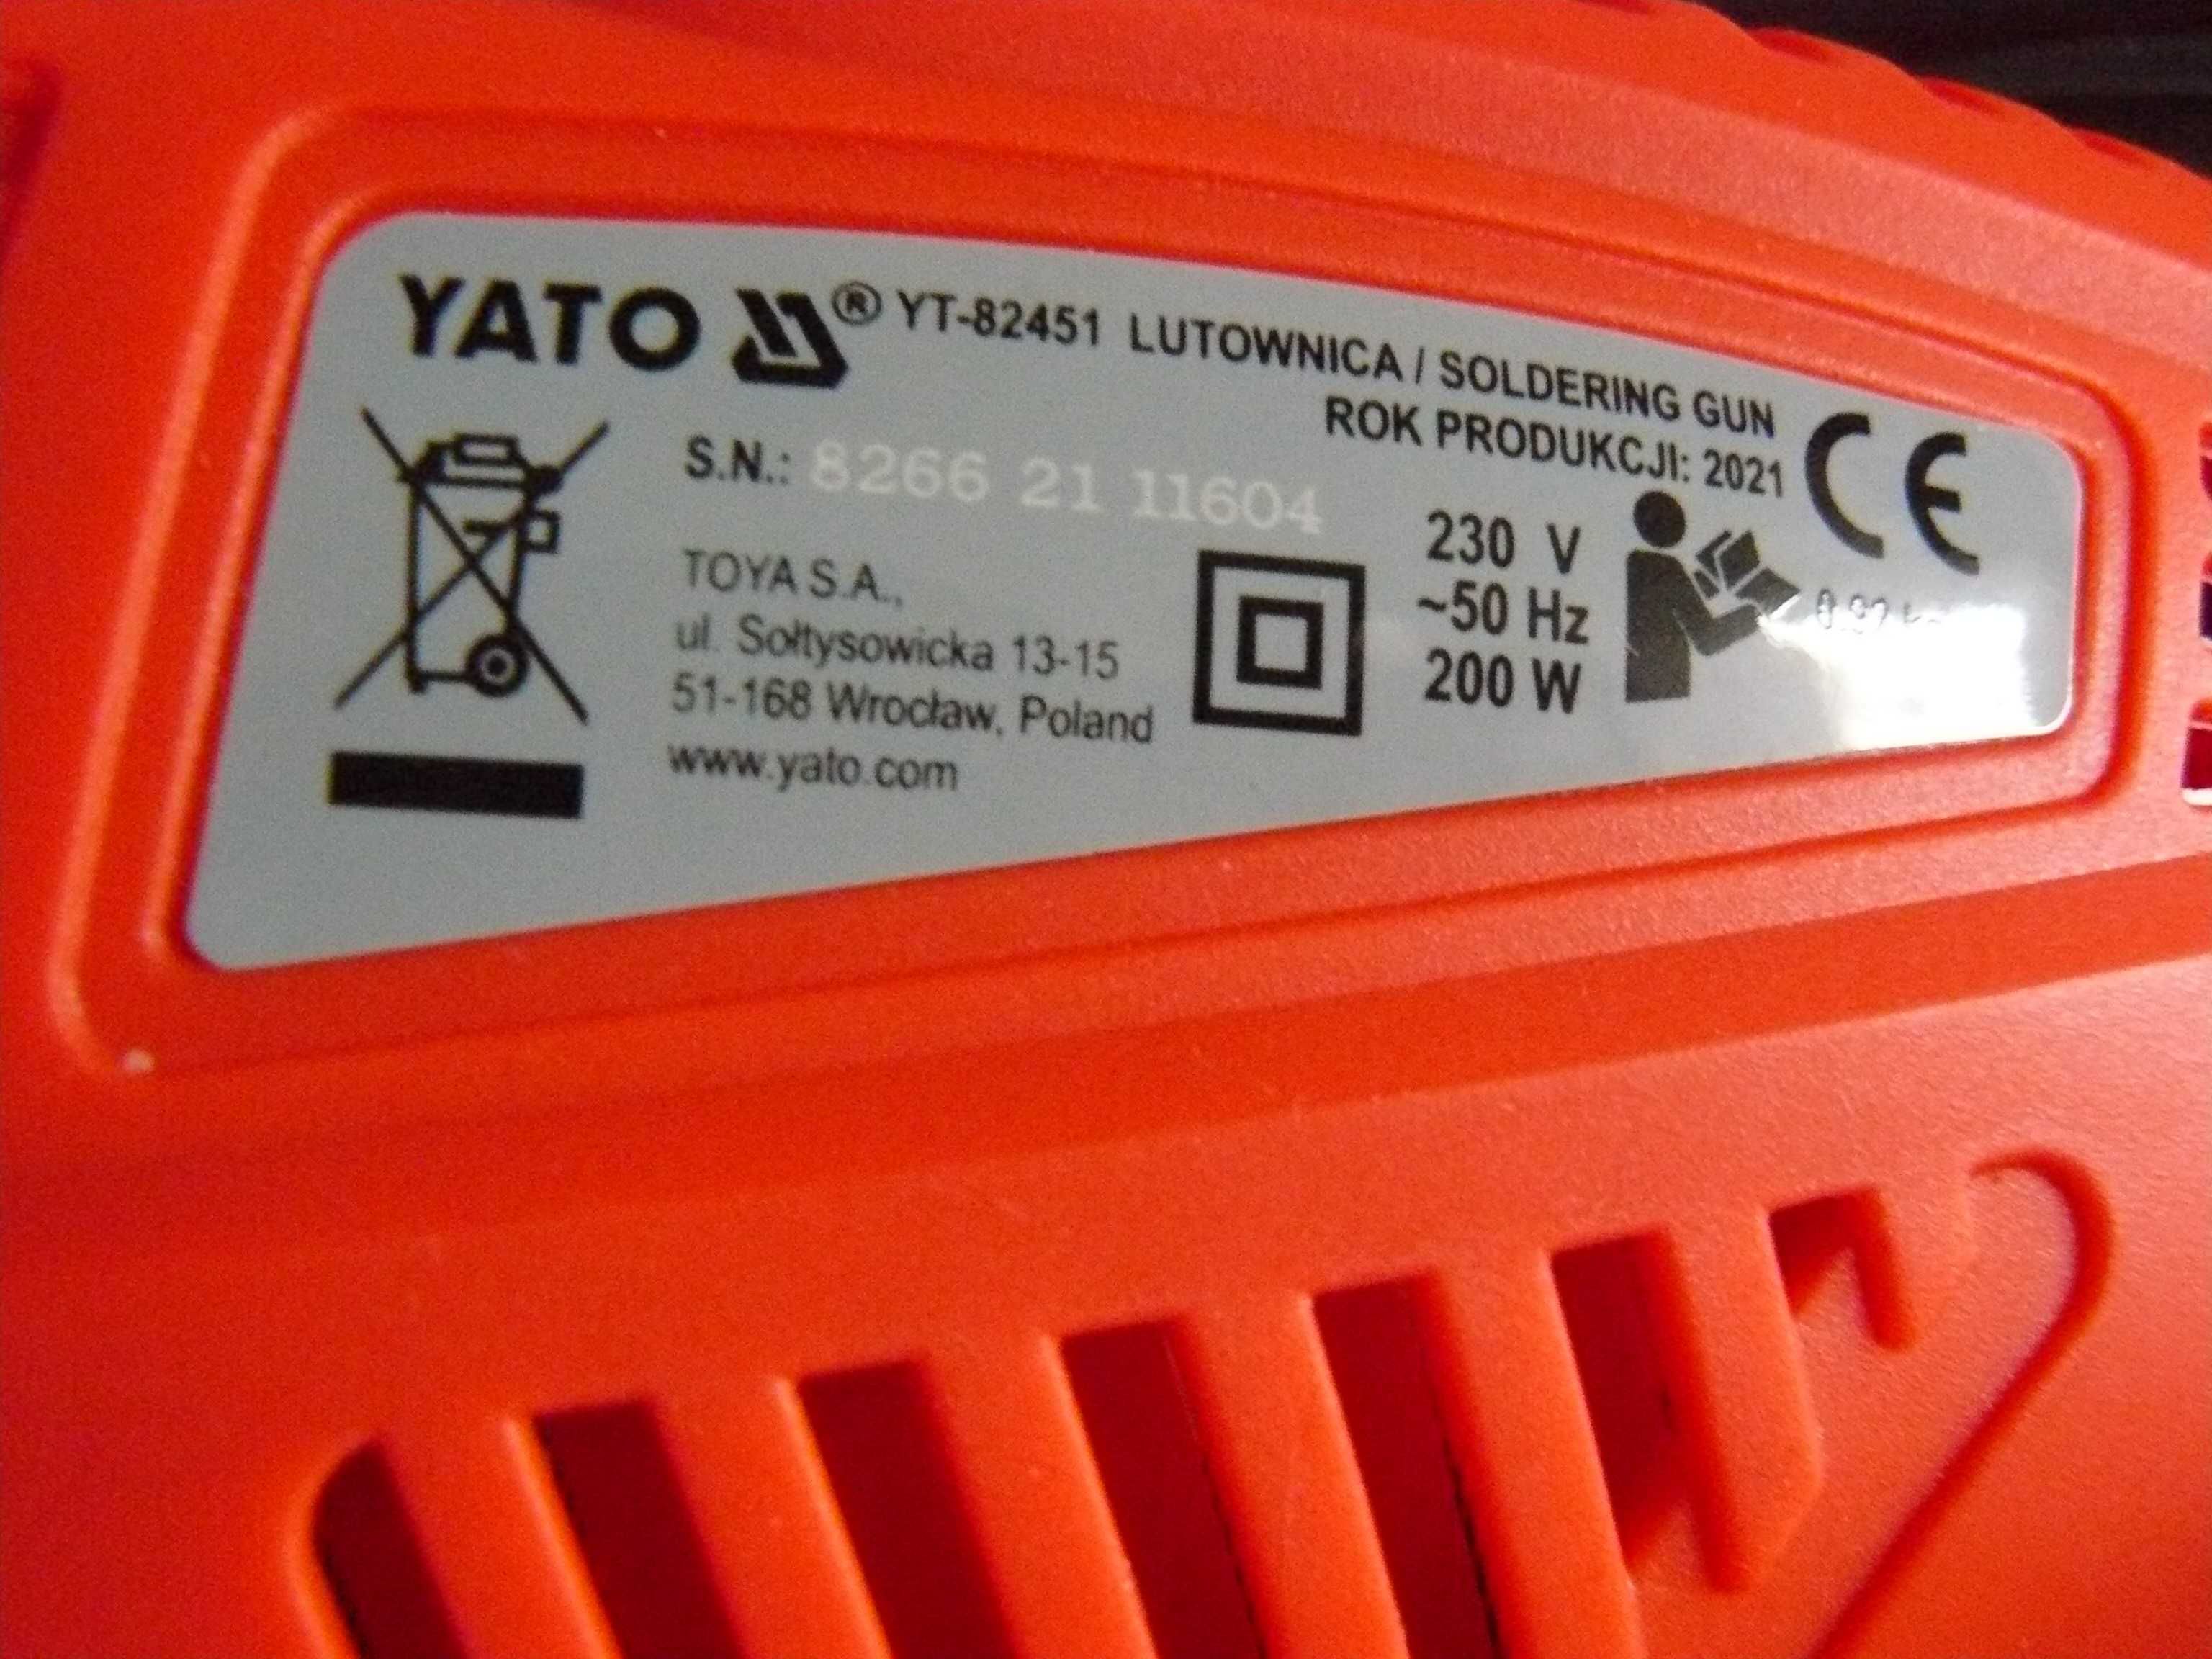 YATO ® YT-82451 LUTOWNICA / SOLDERING GUN
ROK PRODUKCJI: 2021
CE
S.N.: 8266 21 11604
TOYA S.A.,
ul. Sołtysowicka 13-15
51-168 Wrocław, Poland
www.yato.com
230 V
~50 Hz
200 W